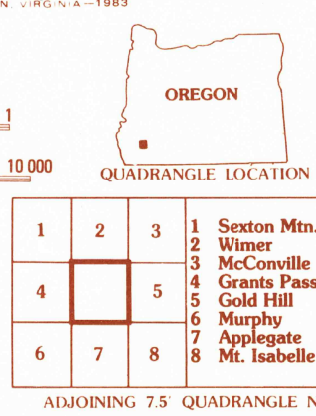 N, VIRGINIA—1983
OREGON
1
10 000
QUADRANGLE LOCATION
1 2 3
4 5
6 7 8
1 Sexton Mtn.
2 Wimer
3 McConville
4 Grants Pass
5 Gold Hill
6 Murphy
7 Applegate
8 Mt. Isabelle
ADJOINING 7.5' QUADRANGLE N